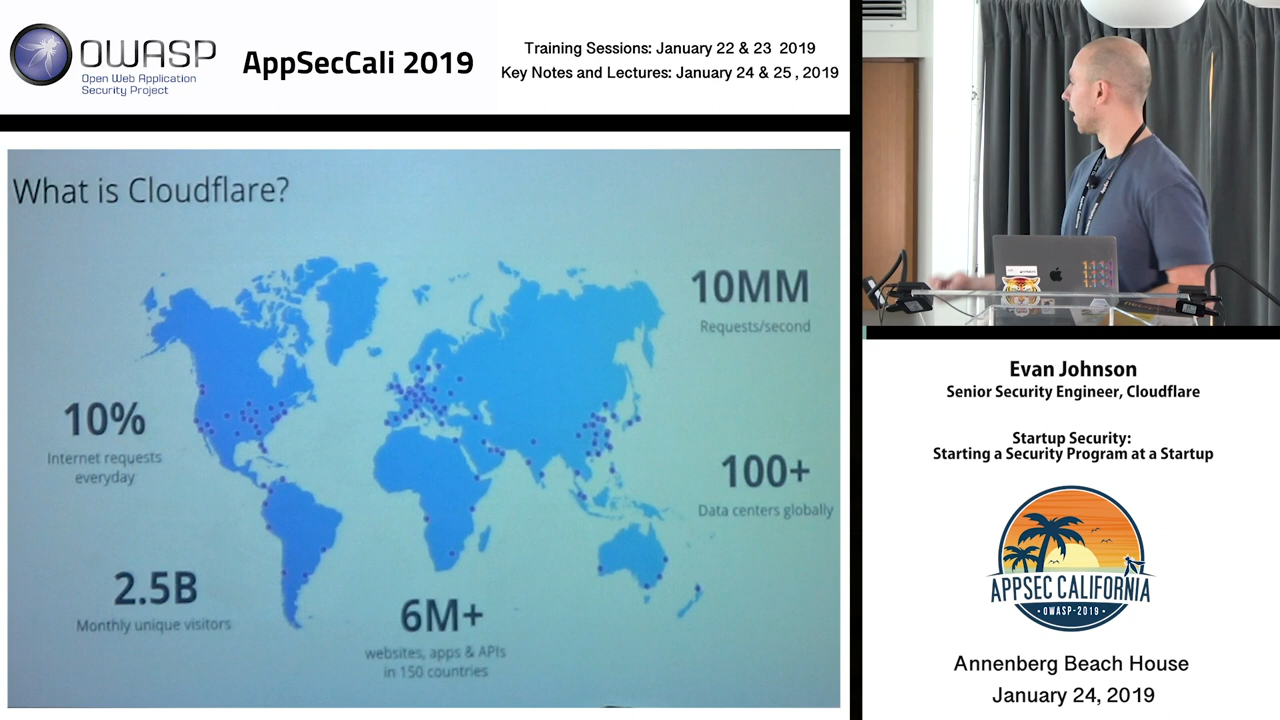 OWASP
Open Web Application
Security Project
AppSecCali 2019
Training Sessions: January 22 & 23 2019
Key Notes and Lectures: January 24 & 25, 2019
What is Cloudflare?
10MM
Requests/second
10%
Internet requests
everyday
100+
Data centers globally
2.5B
Monthly unique visitors
6M+
websites, apps & APIs
in 150 countries
Evan Johnson
Senior Security Engineer, Cloudflare
Startup Security:
Starting a Security Program at a Startup
APPSEC CALIFORNIA
OWASP-2019
Annenberg Beach House
January 24, 2019